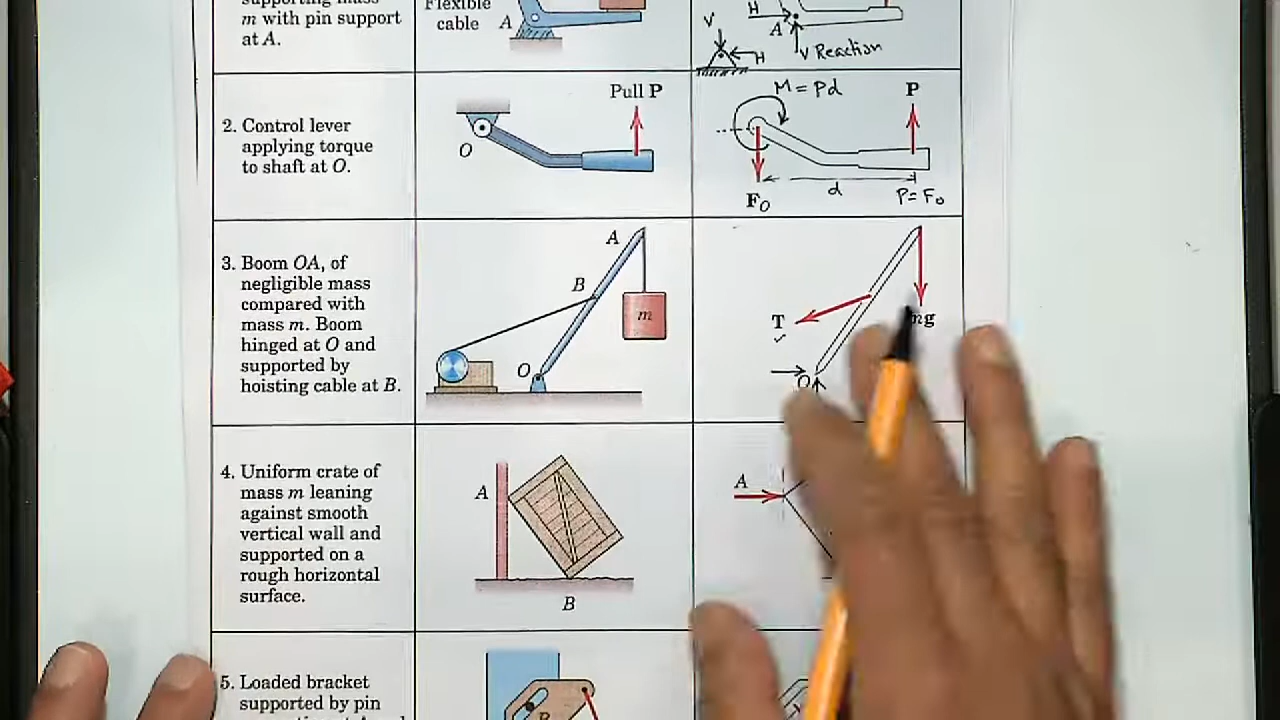 m with pin support
at A.
Flexible
cable
A
V
H
H
A
V Reaction
2. Control lever
applying torque
to shaft at O.
Pull P
O
M = Pd
P
d
F₀
P = F₀
3. Boom OA, of
negligible mass
compared with
mass m. Boom
hinged at O and
supported by
hoisting cable at B.
A
B
m
O
T
mg
O
4. Uniform crate of
mass m leaning
against smooth
vertical wall and
supported on a
rough horizontal
surface.
A
B
A
5. Loaded bracket
supported by pin
B